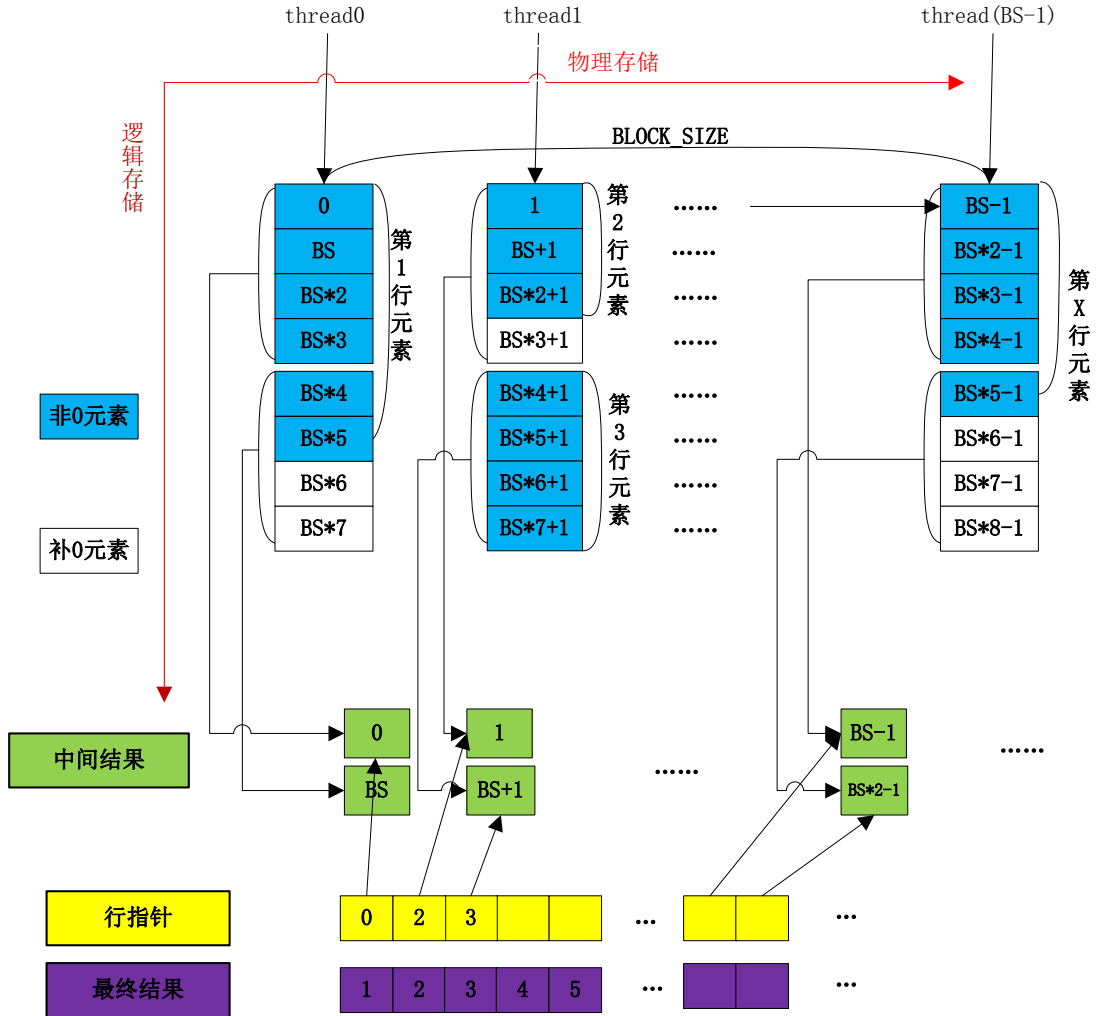 thread0 thread1 thread(BS-1)
物理存储
逻辑存储
BLOCK_SIZE
0 1 …… BS-1
BS BS+1 …… BS*2-1
BS*2 BS*2+1 …… BS*3-1
BS*3 BS*3+1 …… BS*4-1
第1行元素
第2行元素
第X行元素
BS*4 BS*4+1 …… BS*5-1
BS*5 BS*5+1 …… BS*6-1
BS*6 BS*6+1 …… BS*7-1
BS*7 BS*7+1 …… BS*8-1
第3行元素
非0元素
补0元素
中间结果
0 1 BS-1 ……
BS BS+1 …… BS*2-1
行指针 0 2 3 … …
最终结果 1 2 3 4 5 … …